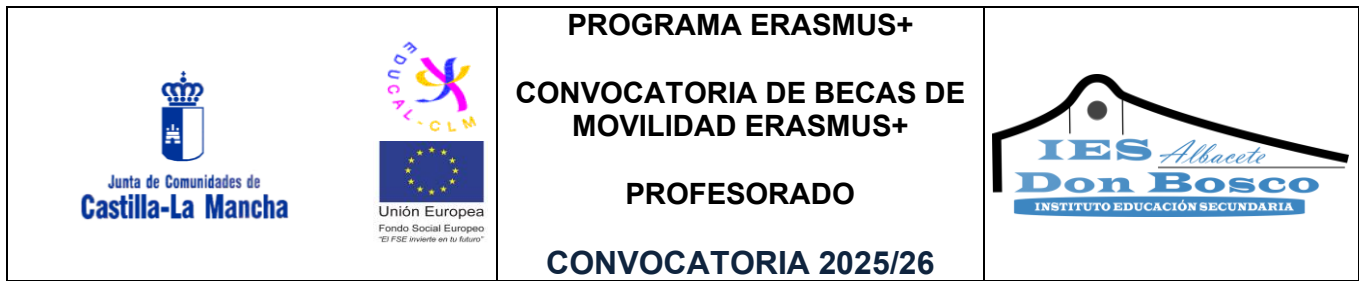 Junta de Comunidades de
Castilla-La Mancha
EDUCAL-CLM
Unión Europea
Fondo Social Europeo
"El FSE invierte en tu futuro"
PROGRAMA ERASMUS+
CONVOCATORIA DE BECAS DE
MOVILIDAD ERASMUS+
PROFESORADO
CONVOCATORIA 2025/26
IES Albacete
Don Bosco
INSTITUTO EDUCACIÓN SECUNDARIA